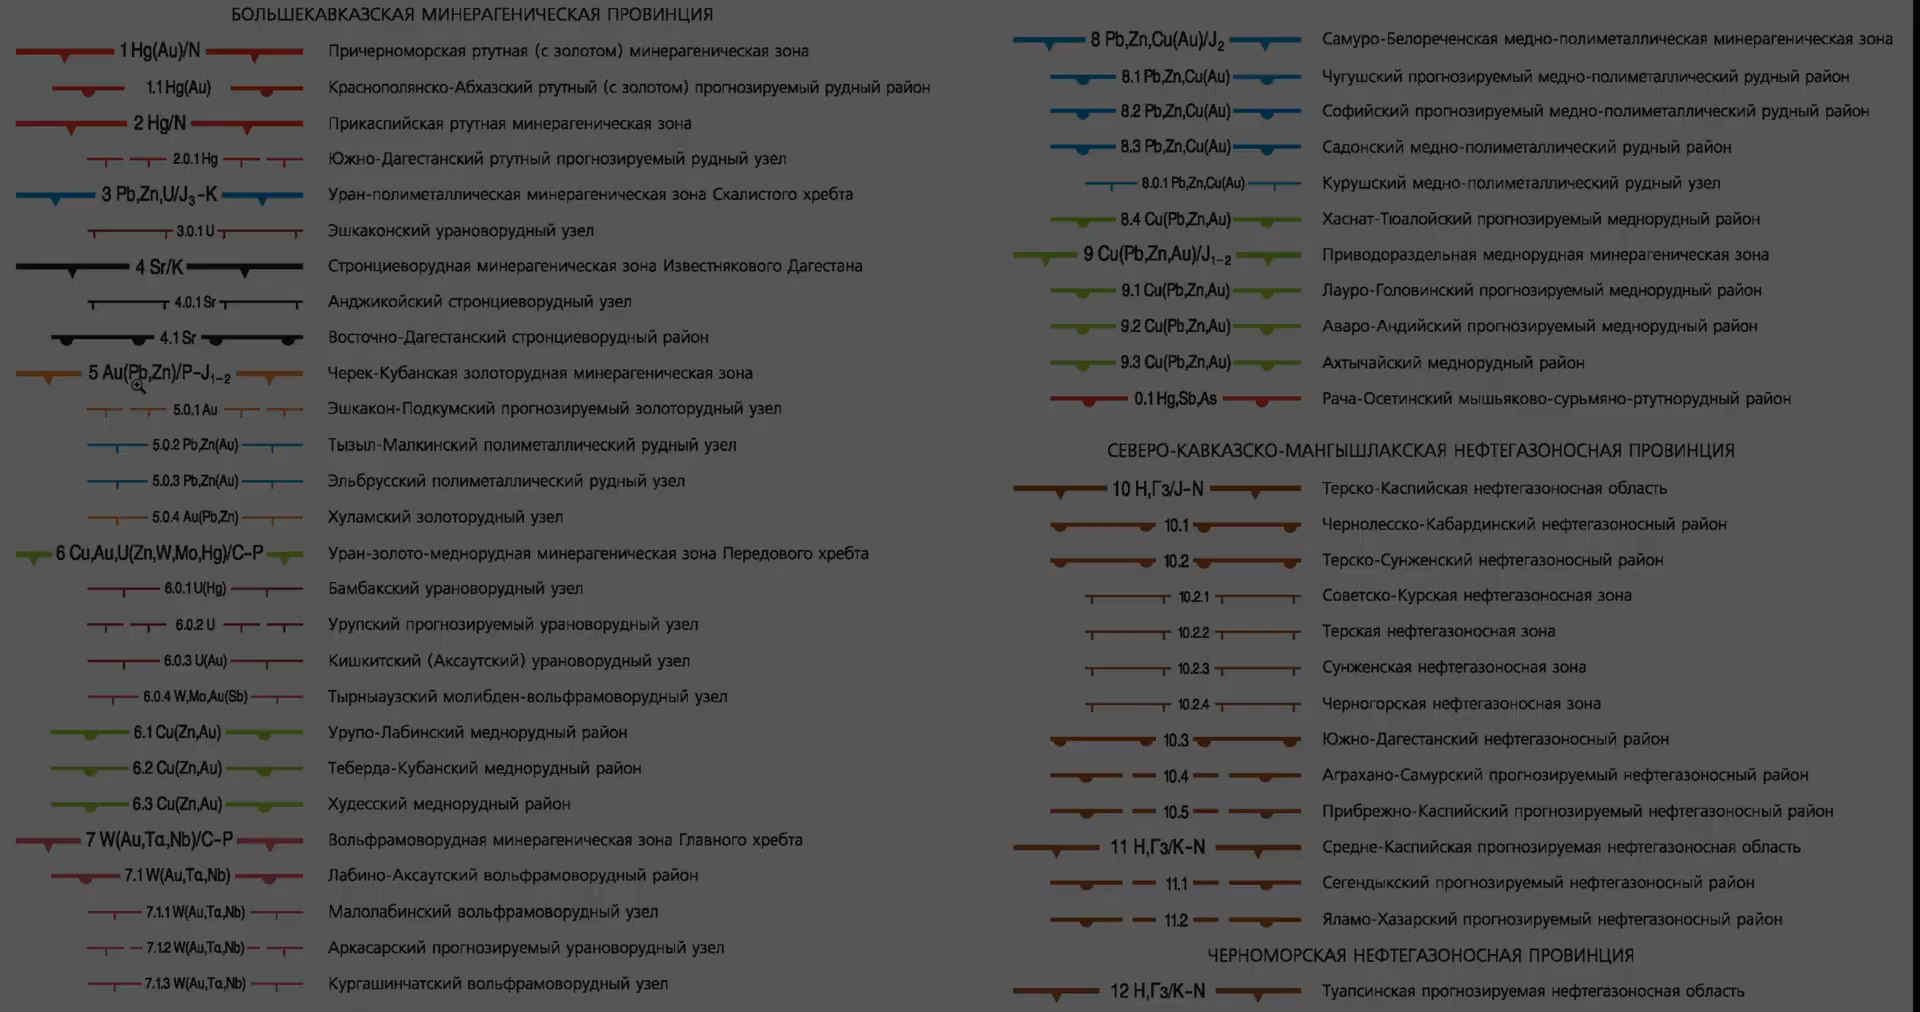 БОЛЬШЕКАВКАЗСКАЯ МИНЕРАГЕНИЧЕСКАЯ ПРОВИНЦИЯ
1 Hg(Au)/N Причерноморская ртутная (с золотом) минерагеническая зона
1.1 Hg(Au) Краснополянско-Абхазский ртутный (с золотом) прогнозируемый рудный район
2 Hg/N Прикаспийская ртутная минерагеническая зона
2.0.1 Hg Южно-Дагестанский ртутный прогнозируемый рудный узел
3 Pb,Zn,U/J₃-K Уран-полиметаллическая минерагеническая зона Скалистого хребта
3.0.1 U Эшкаконский урановорудный узел
4 Sr/K Стронциеворудная минерагеническая зона Известнякового Дагестана
4.0.1 Sr Анджикойский стронциеворудный узел
4.1 Sr Восточно-Дагестанский стронциеворудный район
5 Au(Pb,Zn)/P-J₁₋₂ Черек-Кубанская золоторудная минерагеническая зона
5.0.1 Au Эшкакон-Подкумский прогнозируемый золоторудный узел
5.0.2 Pb,Zn(Au) Тызыл-Малкинский полиметаллический рудный узел
5.0.3 Pb,Zn(Au) Эльбрусский полиметаллический рудный узел
5.0.4 Au(Pb,Zn) Хуламский золоторудный узел
6 Cu,Au,U(Zn,W,Mo,Hg)/C-P Уран-золото-меднорудная минерагеническая зона Передового хребта
6.0.1 U(Hg) Бамбакский урановорудный узел
6.0.2 U Урупский прогнозируемый урановорудный узел
6.0.3 U(Au) Кишкитский (Аксаутский) урановорудный узел
6.0.4 W,Mo,Au(Sb) Тырныаузский молибден-вольфрамоворудный узел
6.1 Cu(Zn,Au) Урупо-Лабинский меднорудный район
6.2 Cu(Zn,Au) Теберда-Кубанский меднорудный район
6.3 Cu(Zn,Au) Худесский меднорудный район
7 W(Au,Ta,Nb)/C-P Вольфрамоворудная минерагеническая зона Главного хребта
7.1 W(Au,Ta,Nb) Лабино-Аксаутский вольфрамоворудный район
7.1.1 W(Au,Ta,Nb) Малолабинский вольфрамоворудный узел
7.1.2 W(Au,Ta,Nb) Аркасарский прогнозируемый урановорудный узел
7.1.3 W(Au,Ta,Nb) Кургашинчатский вольфрамоворудный узел
8 Pb,Zn,Cu(Au)/J₂ Самуро-Белореченская медно-полиметаллическая минерагеническая зона
8.1 Pb,Zn,Cu(Au) Чугушский прогнозируемый медно-полиметаллический рудный район
8.2 Pb,Zn,Cu(Au) Софийский прогнозируемый медно-полиметаллический рудный район
8.3 Pb,Zn,Cu(Au) Садонский медно-полиметаллический рудный район
8.0.1 Pb,Zn,Cu(Au) Курушский медно-полиметаллический рудный узел
8.4 Cu(Pb,Zn,Au) Хаснат-Тюалойский прогнозируемый меднорудный район
9 Cu(Pb,Zn,Au)/J₁₋₂ Приводораздельная меднорудная минерагеническая зона
9.1 Cu(Pb,Zn,Au) Лауро-Головинский прогнозируемый меднорудный район
9.2 Cu(Pb,Zn,Au) Аваро-Андийский прогнозируемый меднорудный район
9.3 Cu(Pb,Zn,Au) Ахтычайский меднорудный район
0.1 Hg,Sb,As Рача-Осетинский мышьяково-сурьмяно-ртутнорудный район
СЕВЕРО-КАВКАЗСКО-МАНГЫШЛАКСКАЯ НЕФТЕГАЗОНОСНАЯ ПРОВИНЦИЯ
10 Н,Гз/J-N Терско-Каспийская нефтегазоносная область
10.1 Чернолесско-Кабардинский нефтегазоносный район
10.2 Терско-Сунженский нефтегазоносный район
10.2.1 Советско-Курская нефтегазоносная зона
10.2.2 Терская нефтегазоносная зона
10.2.3 Сунженская нефтегазоносная зона
10.2.4 Черногорская нефтегазоносная зона
10.3 Южно-Дагестанский нефтегазоносный район
10.4 Аграхано-Самурский прогнозируемый нефтегазоносный район
10.5 Прибрежно-Каспийский прогнозируемый нефтегазоносный район
11 Н,Гз/K-N Средне-Каспийская прогнозируемая нефтегазоносная область
11.1 Сегендыкский прогнозируемый нефтегазоносный район
11.2 Яламо-Хазарский прогнозируемый нефтегазоносный район
ЧЕРНОМОРСКАЯ НЕФТЕГАЗОНОСНАЯ ПРОВИНЦИЯ
12 Н,Гз/K-N Туапсинская прогнозируемая нефтегазоносная область